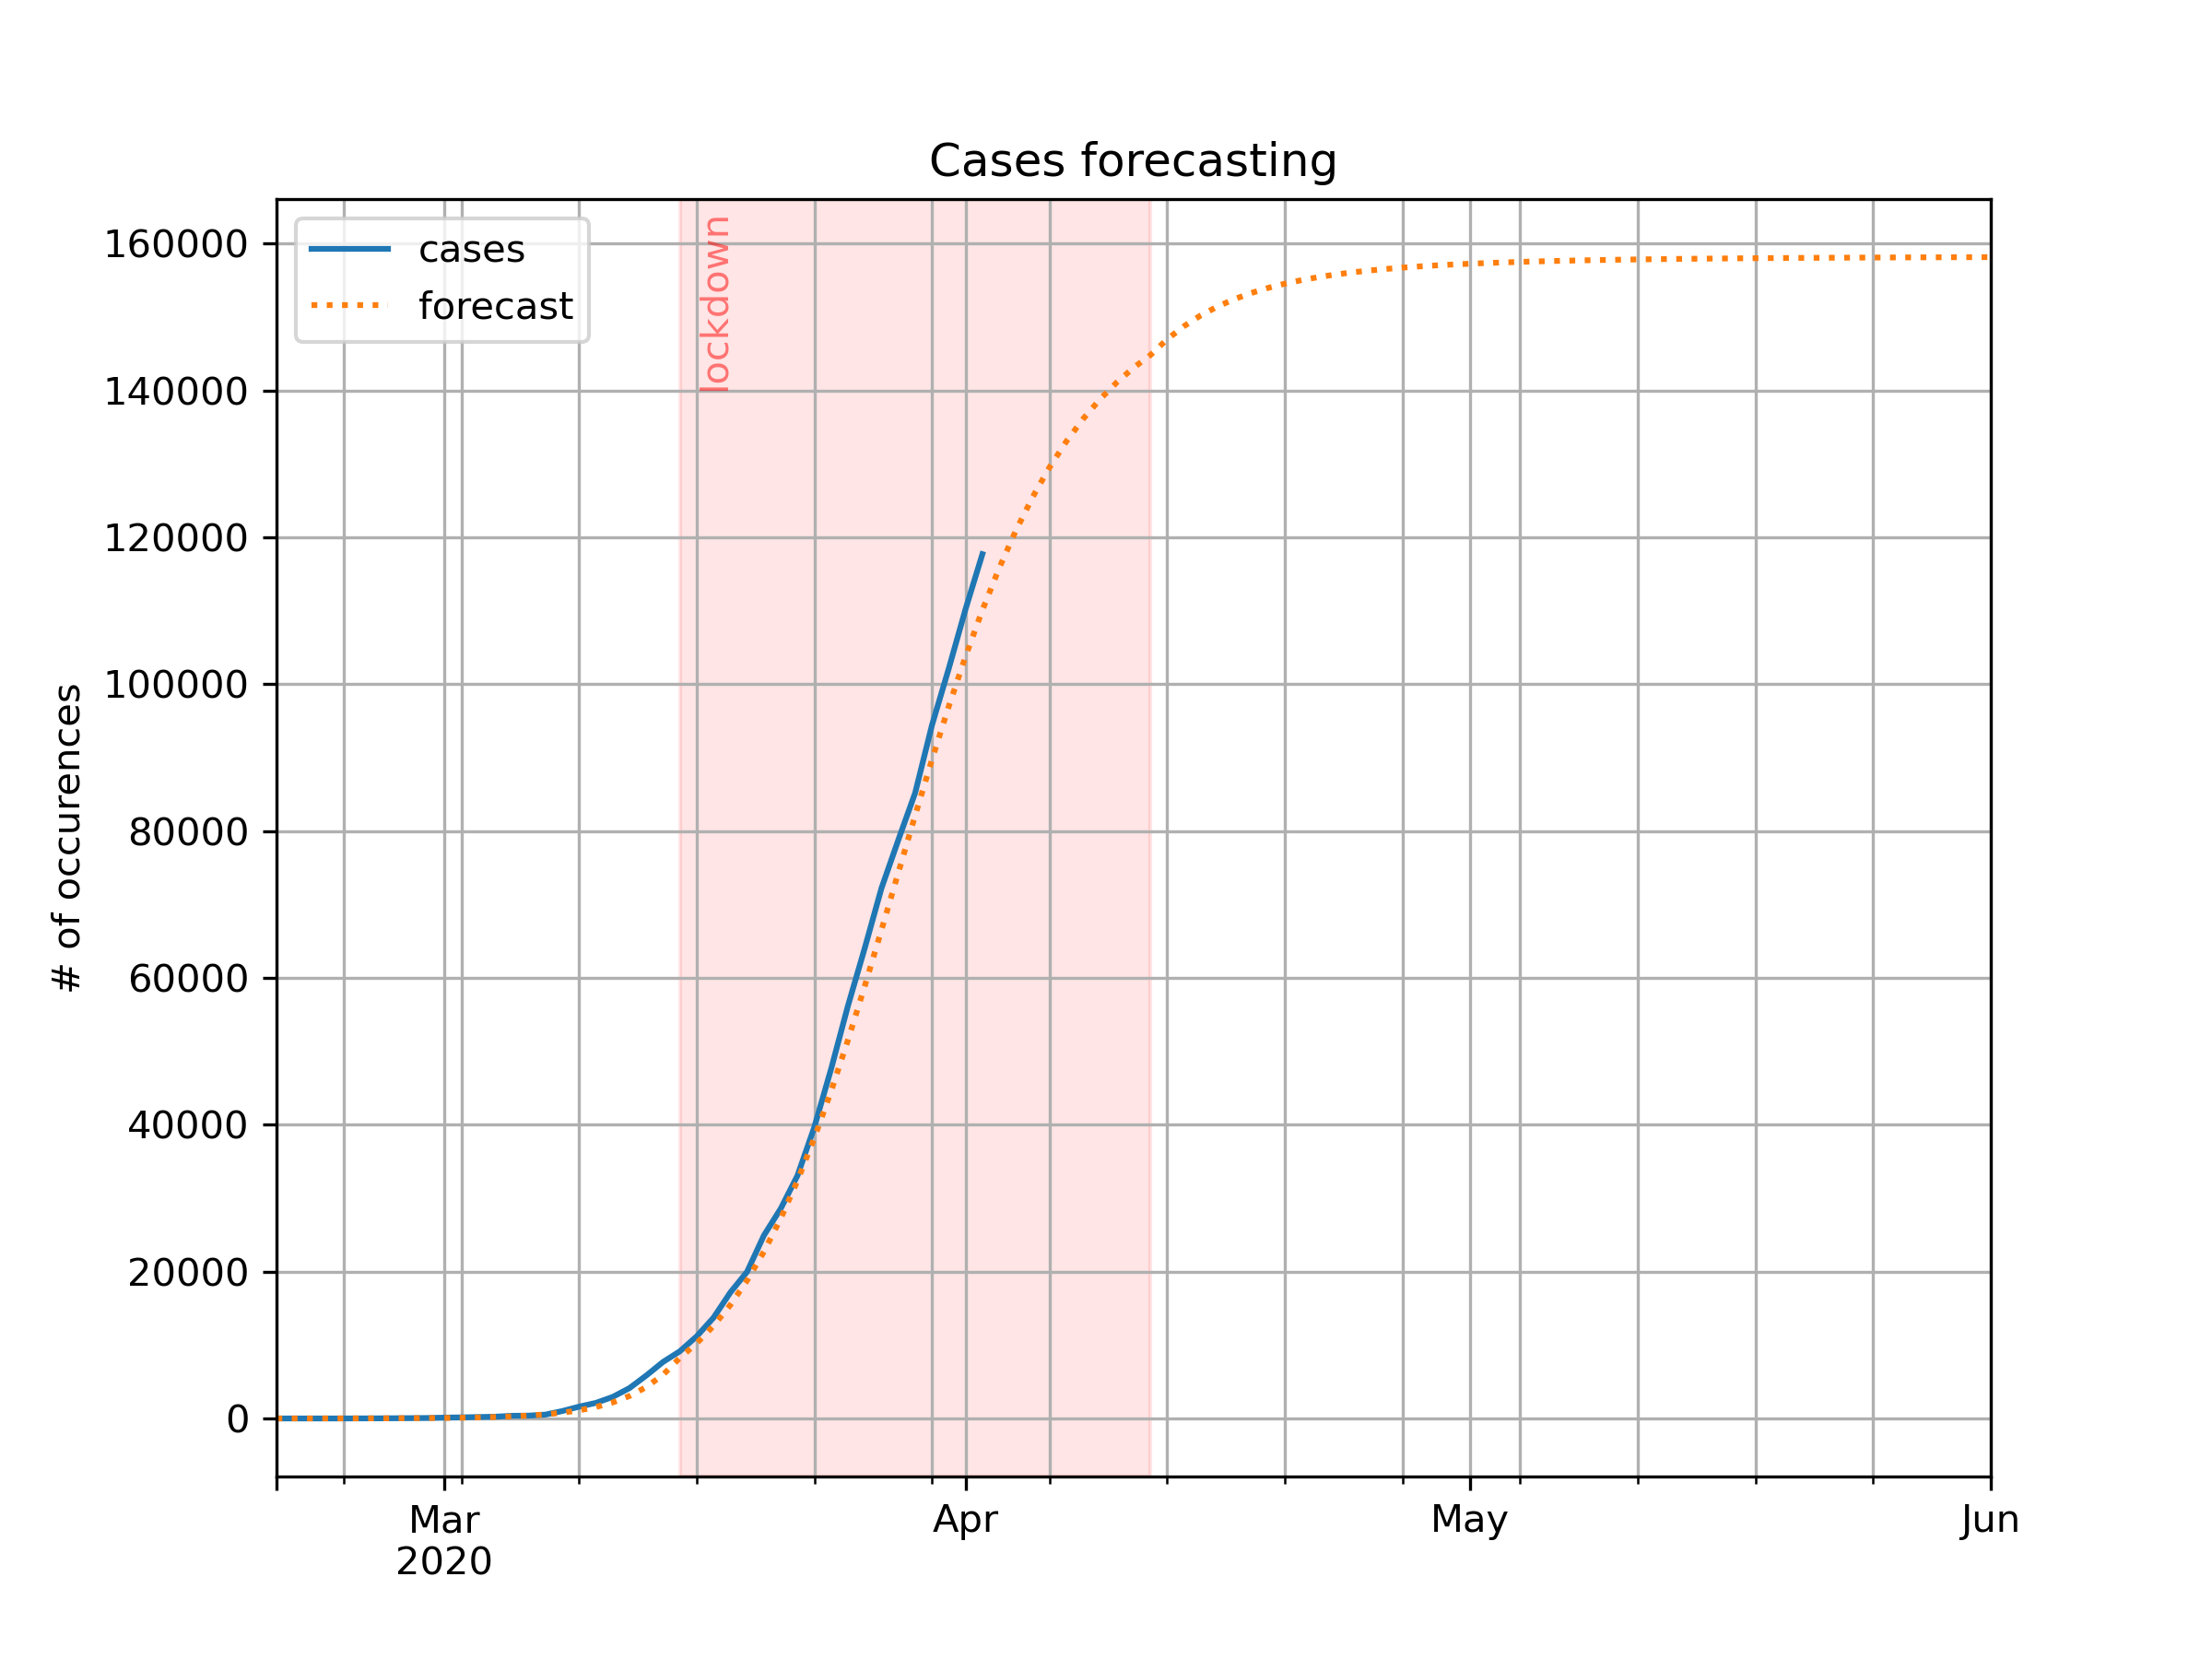 Cases forecasting
cases
forecast
lockdown
160000
140000
120000
100000
80000
60000
40000
20000
0
# of occurences
Mar
2020
Apr
May
Jun